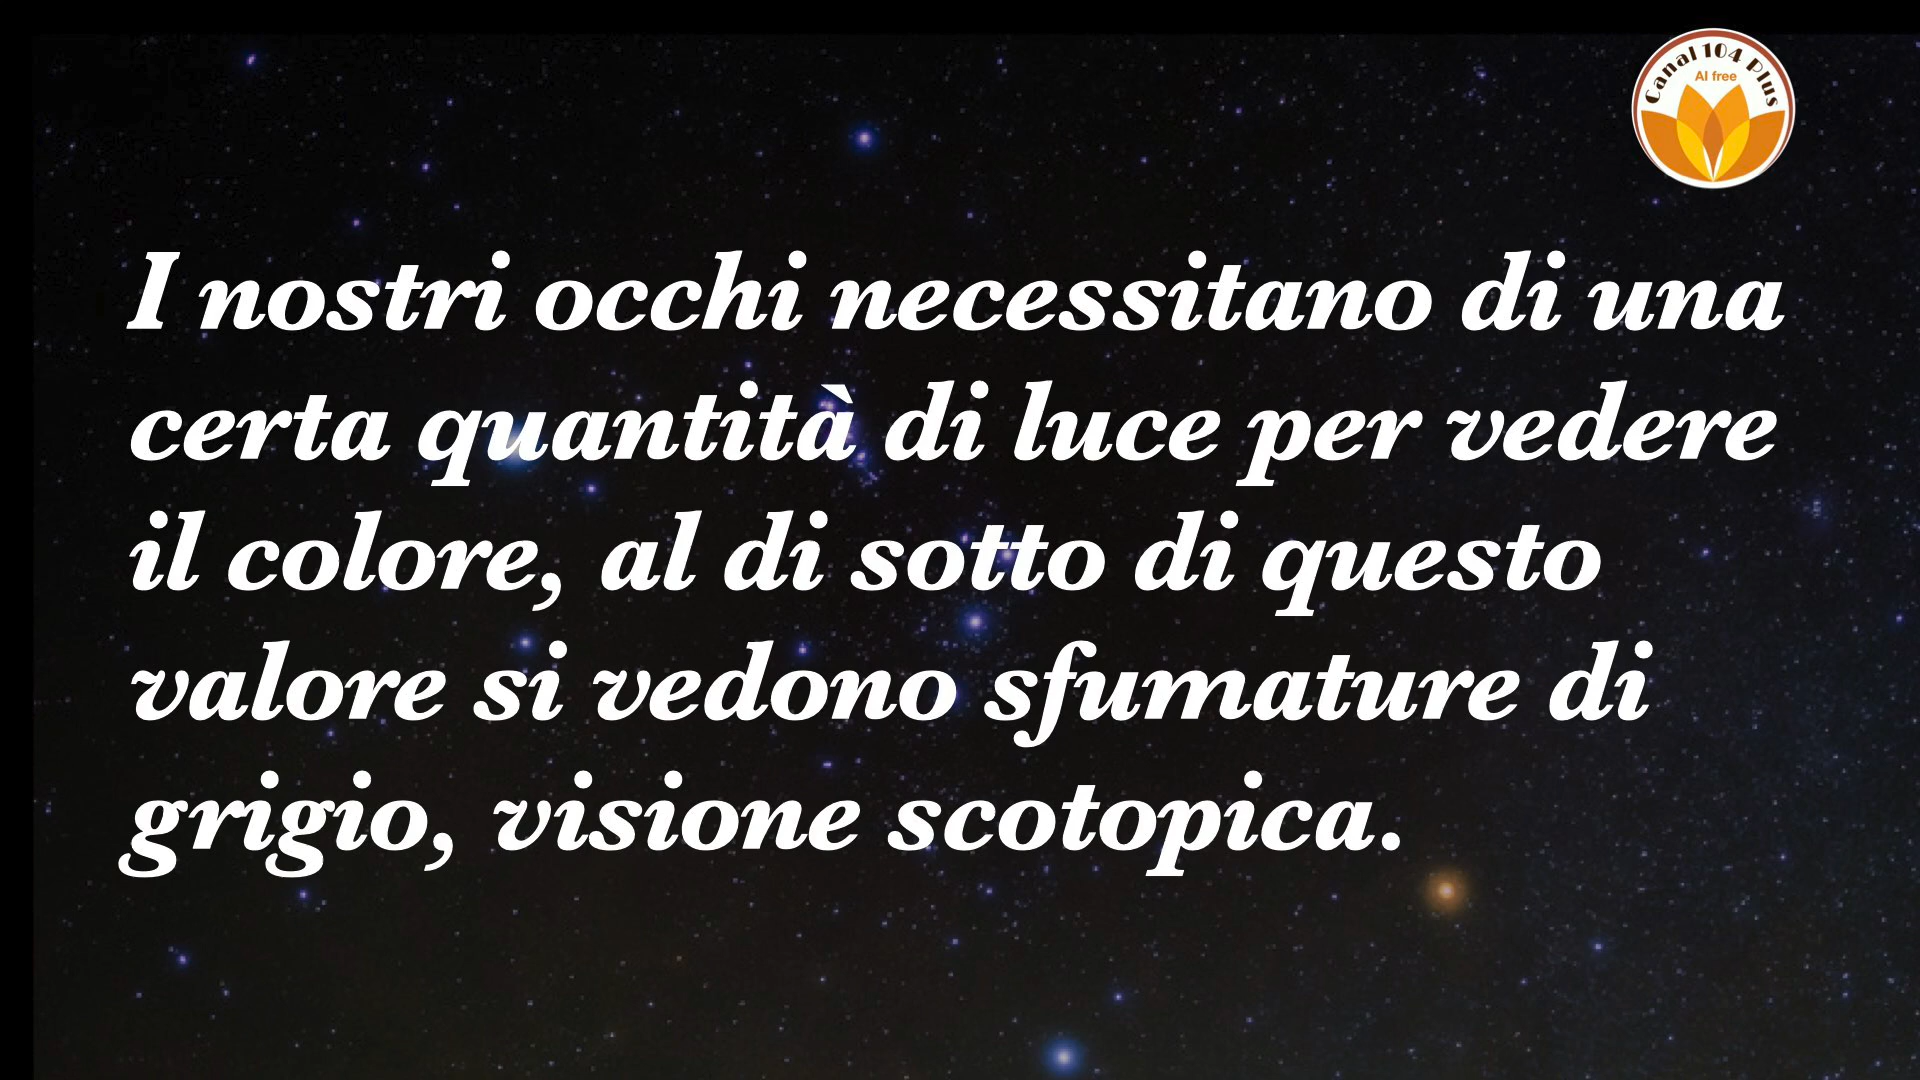 Canal 104 Plus
AI free
I nostri occhi necessitano di una
certa quantità di luce per vedere
il colore, al di sotto di questo
valore si vedono sfumature di
grigio, visione scotopica.